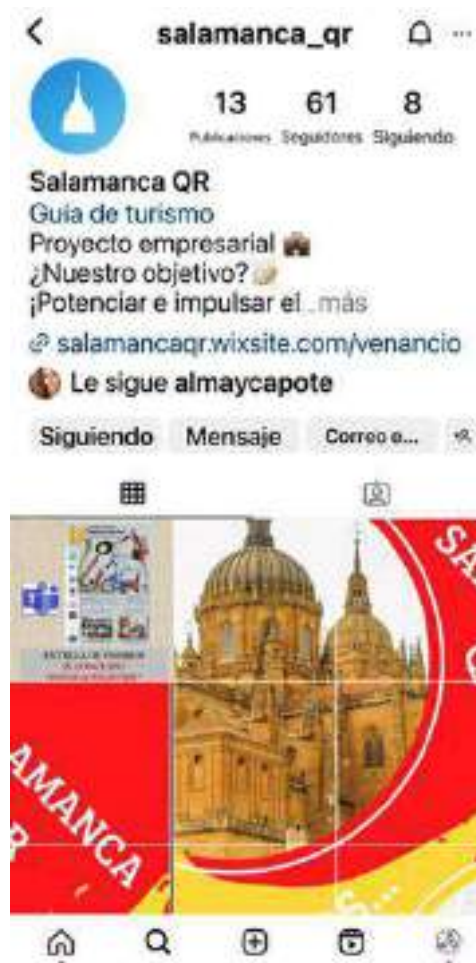 salamanca_qr
13 61 8
Publicaciones Seguidores Siguiendo
Salamanca QR
Guia de turismo
Proyecto empresarial
¿Nuestro objetivo?
¡Potenciar e impulsar el ...más
salamancaqr.wixsite.com/venancio
Le sigue almaycapote
Siguiendo Mensaje Correo e...
SA
AMANCA
R
S...